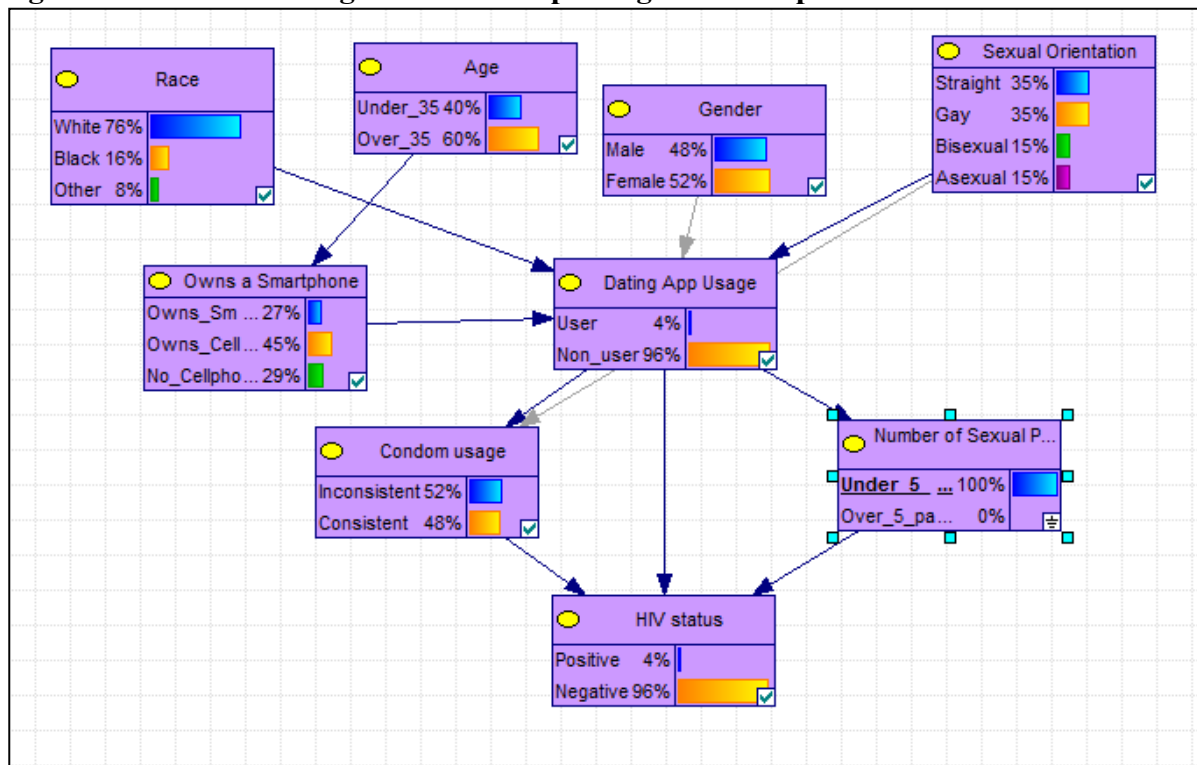 Race
White 76%
Black 16%
Other 8%
Age
Under_35 40%
Over_35 60%
Gender
Male 48%
Female 52%
Sexual Orientation
Straight 35%
Gay 35%
Bisexual 15%
Asexual 15%
Owns a Smartphone
Owns_Sm ... 27%
Owns_Cell ... 45%
No_Cellpho... 29%
Dating App Usage
User 4%
Non_user 96%
Condom usage
Inconsistent 52%
Consistent 48%
Number of Sexual P...
Under_5_ ... 100%
Over_5_pa... 0%
HIV status
Positive 4%
Negative 96%